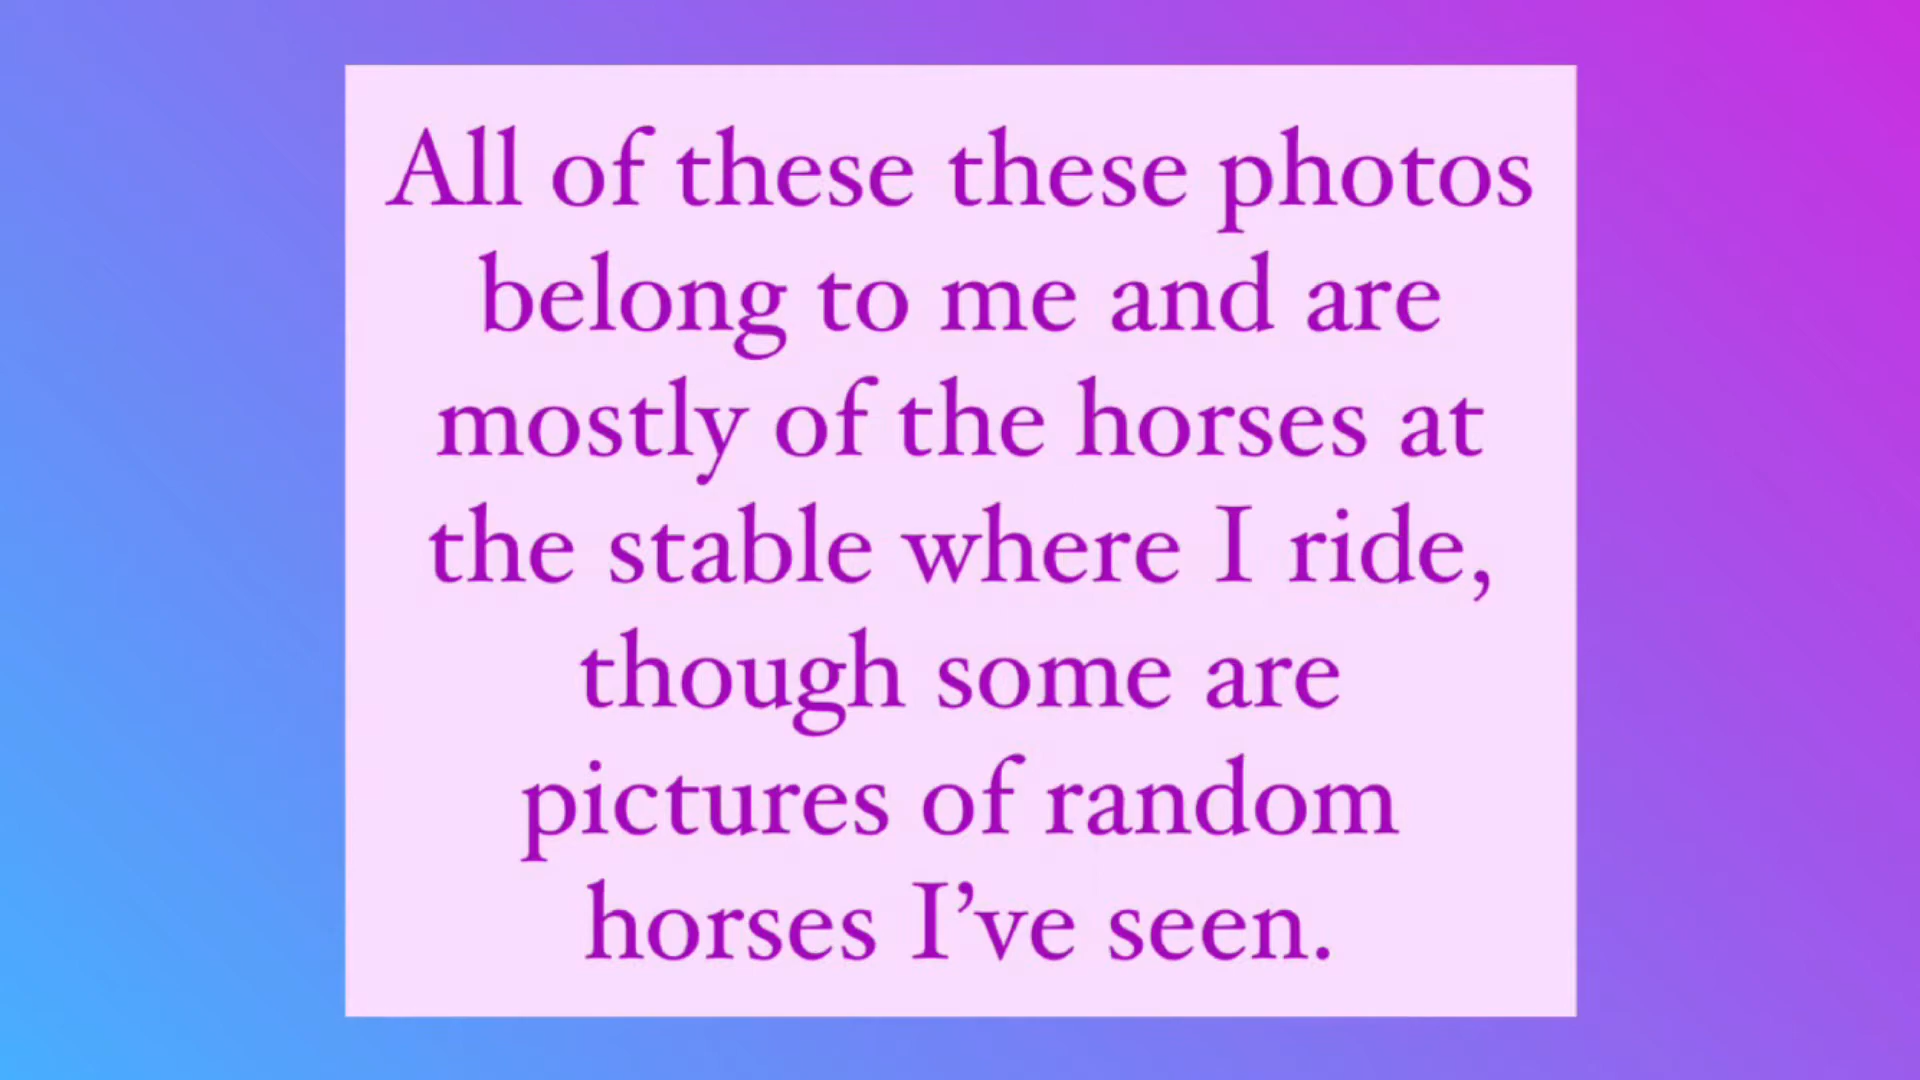 All of these these photos
belong to me and are
mostly of the horses at
the stable where I ride,
though some are
pictures of random
horses I’ve seen.